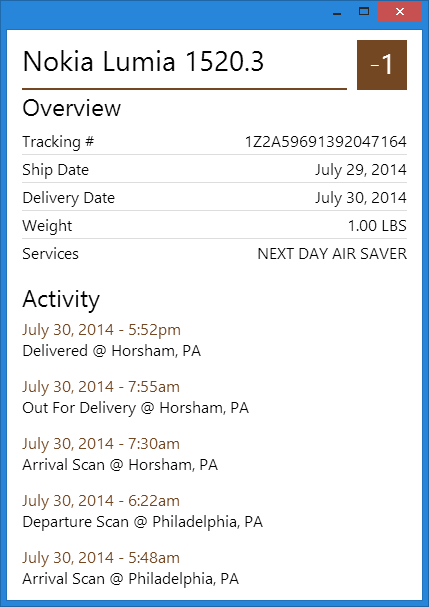 Nokia Lumia 1520.3
-1
Overview
Tracking # 1Z2A59691392047164
Ship Date July 29, 2014
Delivery Date July 30, 2014
Weight 1.00 LBS
Services NEXT DAY AIR SAVER
Activity
July 30, 2014 - 5:52pm
Delivered @ Horsham, PA
July 30, 2014 - 7:55am
Out For Delivery @ Horsham, PA
July 30, 2014 - 7:30am
Arrival Scan @ Horsham, PA
July 30, 2014 - 6:22am
Departure Scan @ Philadelphia, PA
July 30, 2014 - 5:48am
Arrival Scan @ Philadelphia, PA